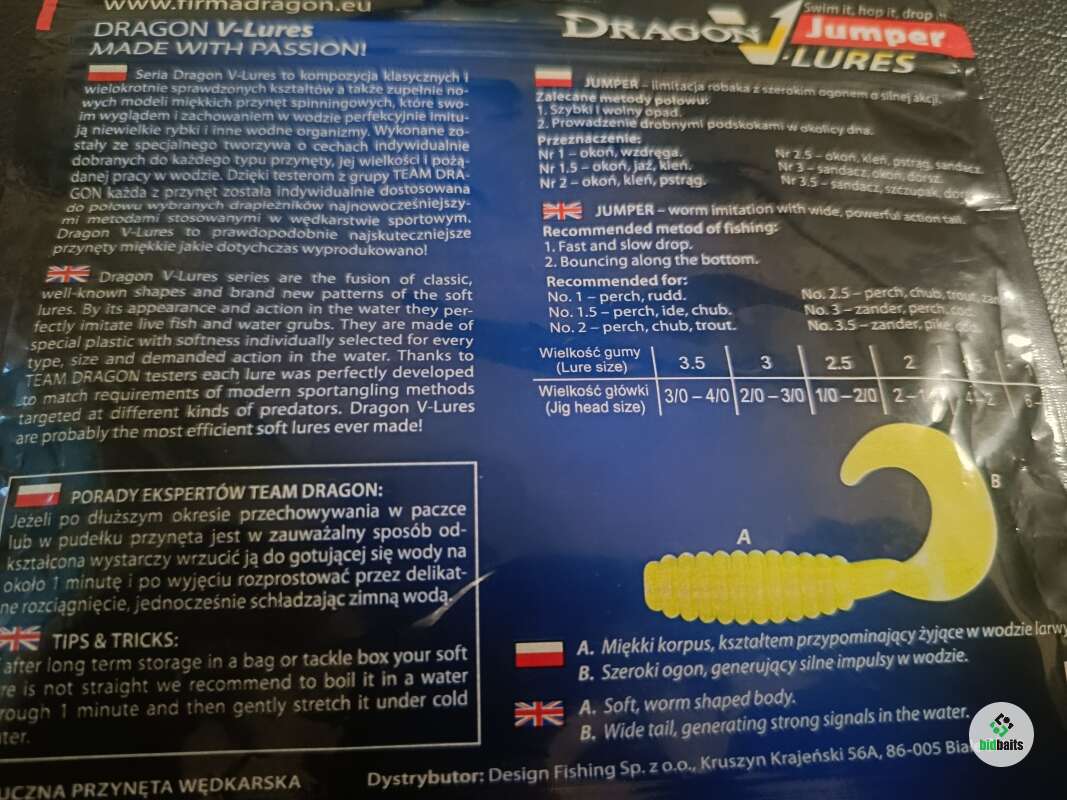 www.firmadragon.eu
DRAGON V-Lures
MADE WITH PASSION!
Seria Dragon V-Lures to kompozycja klasycznych i
wielokrotnie sprawdzonych kształtów a także zupełnie no-
wych modeli miękkich przynęt spinningowych, które swo-
im wyglądem i zachowaniem w wodzie perfekcyjnie imitu-
ją niewielkie rybki i inne wodne organizmy. Wykonane zo-
stały ze specjalnego tworzywa o cechach indywidualnie
dobranych do każdego typu przynęty, jej wielkości i pożą-
danej pracy w wodzie. Dzięki testerom z grupy TEAM DRA-
GON każda z przynęt została indywidualnie dostosowana
do połowu wybranych drapieżników najnowocześniejszy-
mi metodami stosowanymi w wędkarstwie sportowym.
Dragon V-Lures to prawdopodobnie najskuteczniejsze
przynęty miękkie jakie dotychczas wyprodukowano!
Dragon V-Lures series are the fusion of classic,
well-known shapes and brand new patterns of the soft
lures. By its appearance and action in the water they per-
fectly imitate live fish and water grubs. They are made of
special plastic with softness individually selected for every
type, size and demanded action in the water. Thanks to
TEAM DRAGON testers each lure was perfectly developed
to match requirements of modern sportangling methods
targeted at different kinds of predators. Dragon V-Lures
are probably the most efficient soft lures ever made!
PORADY EKSPERTÓW TEAM DRAGON:
Jeżeli po dłuższym okresie przechowywania w paczce
lub w pudełku przynęta jest w zauważalny sposób od-
kształcona wystarczy wrzucić ją do gotującej się wody na
około 1 minutę i po wyjęciu rozprostować przez delikat-
ne rozciągnięcie, jednocześnie schładzając zimną wodą.
TIPS & TRICKS:
after long term storage in a bag or tackle box your soft
re is not straight we recommend to boil it in a water
rough 1 minute and then gently stretch it under cold
ter.
UCZNA PRZYNĘTA WĘDKARSKA
Swim it, hop it, drop it
DRAGON Jumper
V-LURES
JUMPER – imitacja robaka z szerokim ogonem o silnej akcji.
Zalecane metody połowu:
1. Szybki i wolny opad.
2. Prowadzenie drobnymi podskokami w okolicy dna.
Przeznaczenie:
Nr 1 – okoń, wzdręga.
Nr 1.5 – okoń, jaź, kleń.
Nr 2 – okoń, kleń, pstrąg.
Nr 2.5 – okoń, kleń, pstrąg, sandacz.
Nr 3 – sandacz, okoń, dorsz.
Nr 3.5 – sandacz, szczupak, dorsz
JUMPER – worm imitation with wide, powerful action tail.
Recommended metod of fishing:
1. Fast and slow drop.
2. Bouncing along the bottom.
Recommended for:
No. 1 – perch, rudd.
No. 1.5 – perch, ide, chub.
No. 2 – perch, chub, trout.
No. 2.5 – perch, chub, trout, zan
No. 3 – zander, perch, cod.
No. 3.5 – zander, pike, cod.
Wielkość gumy 3.5 3 2.5 2
(Lure size)
Wielkość główki 3/0 – 4/0 2/0 – 3/0 1/0 – 2/0 2 – 1/ 4 – 2
(Jig head size)
A
B
A. Miękki korpus, kształtem przypominający żyjące w wodzie larwy
B. Szeroki ogon, generujący silne impulsy w wodzie.
A. Soft, worm shaped body.
B. Wide tail, generating strong signals in the water.
Dystrybutor: Design Fishing Sp. z o.o., Kruszyn Krajeński 56A, 86-005 Biał
bidbaits